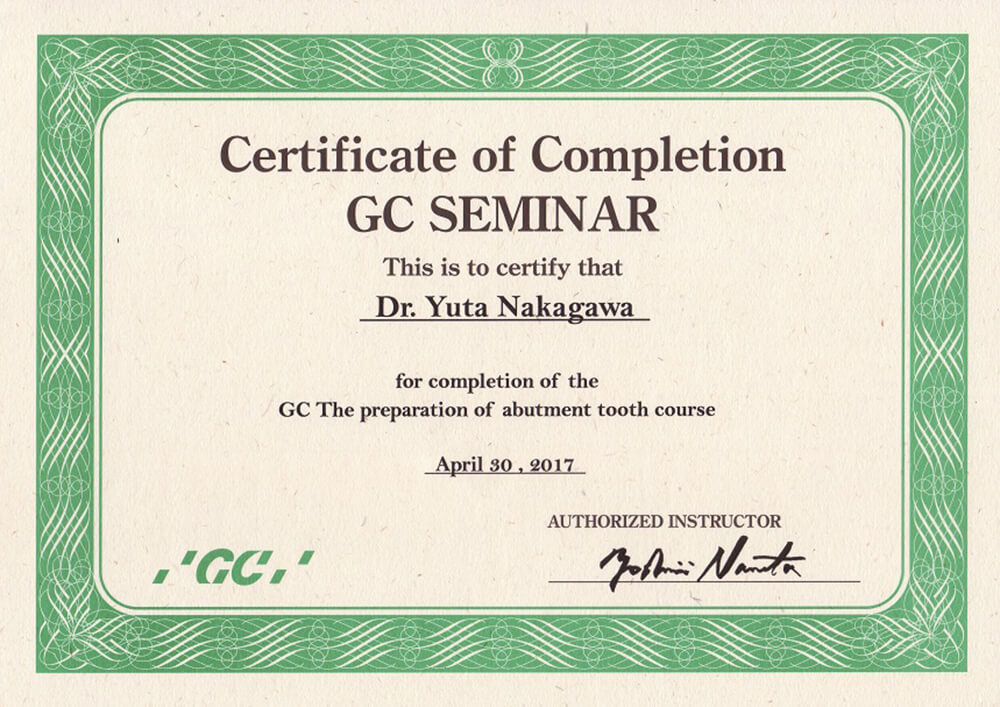 Certificate of Completion
GC SEMINAR
This is to certify that
Dr. Yuta Nakagawa
for completion of the
GC The preparation of abutment tooth course
April 30 , 2017
AUTHORIZED INSTRUCTOR
'GC'